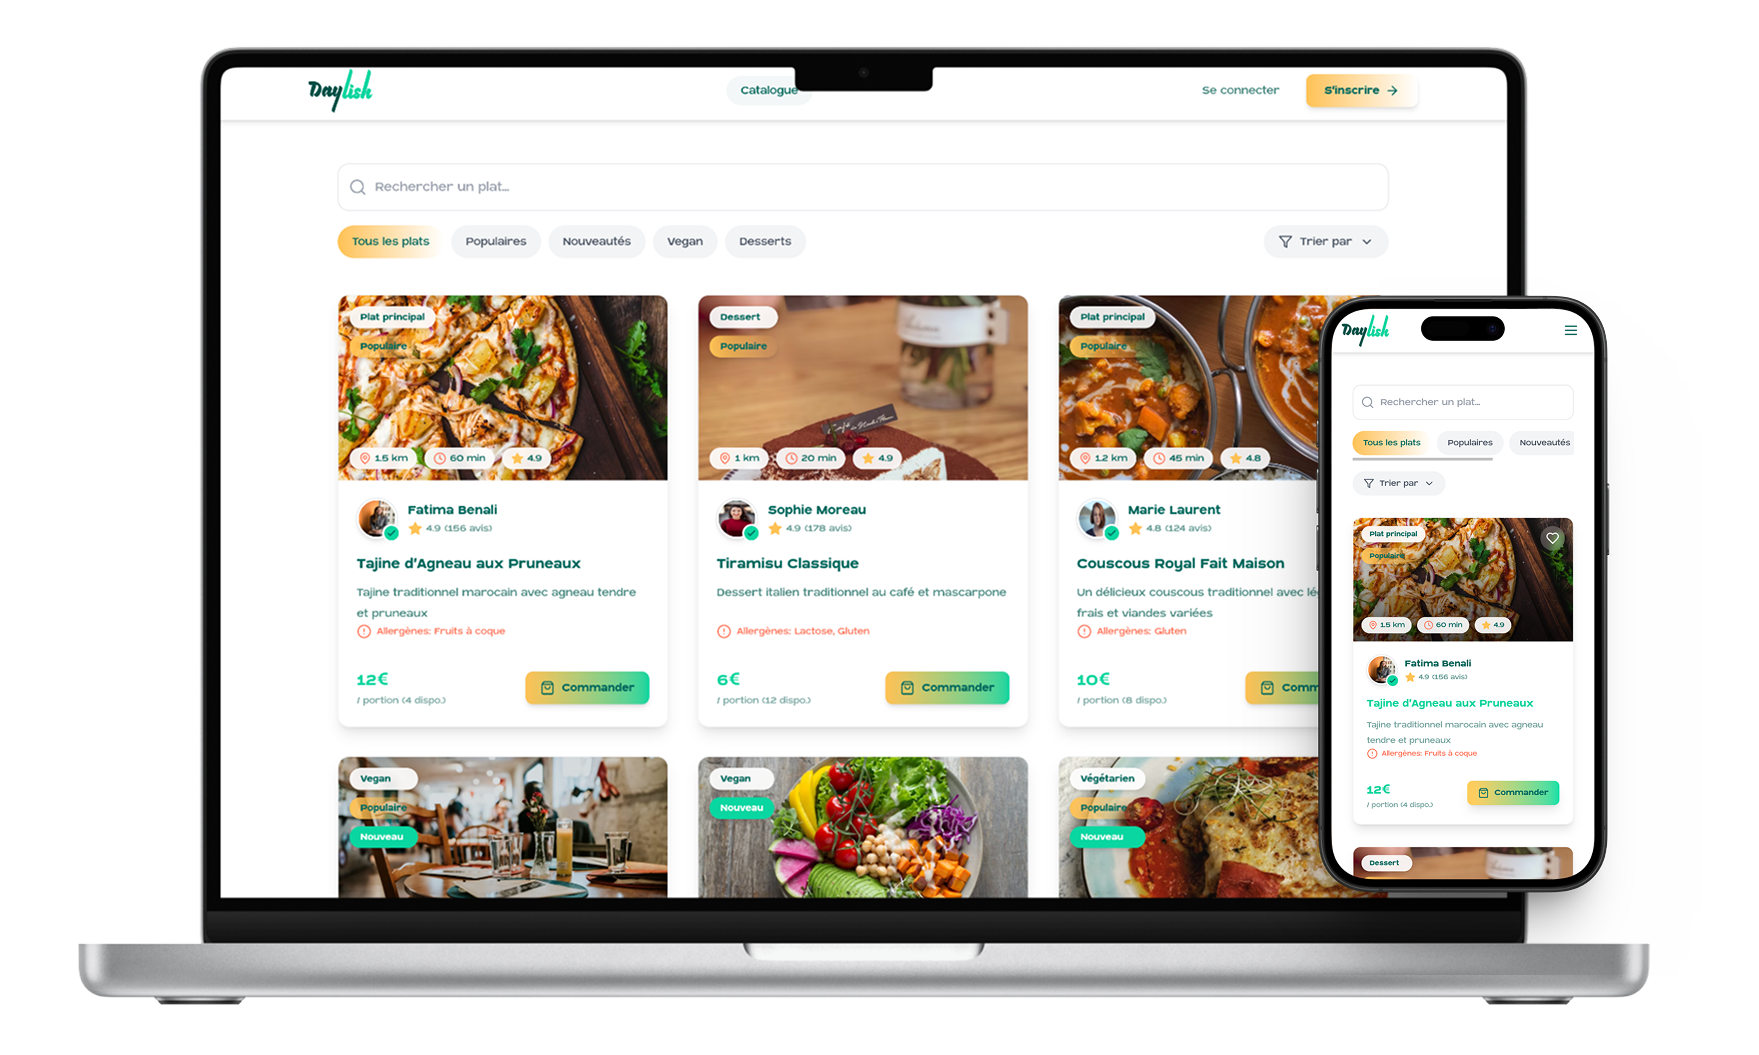 Daylish
Catalogue
Se connecter
S'inscrire
Rechercher un plat...
Tous les plats
Populaires
Nouveautés
Vegan
Desserts
Trier par
Plat principal
Populaire
1.5 km
60 min
4.9
Fatima Benali
4.9 (156 avis)
Tajine d'Agneau aux Pruneaux
Tajine traditionnel marocain avec agneau tendre
et pruneaux
Allergènes: Fruits à coque
12€
/ portion (4 dispo.)
Commander
Dessert
Populaire
1 km
20 min
4.9
Sophie Moreau
4.9 (178 avis)
Tiramisu Classique
Dessert italien traditionnel au café et mascarpone
Allergènes: Lactose, Gluten
6€
/ portion (12 dispo.)
Commander
Plat principal
Populaire
1.2 km
45 min
4.8
Marie Laurent
4.8 (124 avis)
Couscous Royal Fait Maison
Un délicieux couscous traditionnel avec lé
frais et viandes variées
Allergènes: Gluten
10€
/ portion (8 dispo.)
Comm
Vegan
Populaire
Nouveau
Vegan
Nouveau
Végétarien
Populaire
Nouveau
Daylish
Rechercher un plat...
Tous les plats
Populaires
Nouveautés
Trier par
Plat principal
Populaire
1.5 km
60 min
4.9
Fatima Benali
4.9 (156 avis)
Tajine d'Agneau aux Pruneaux
Tajine traditionnel marocain avec agneau
tendre et pruneaux
Allergènes: Fruits à coque
12€
/ portion (4 dispo.)
Commander
Dessert